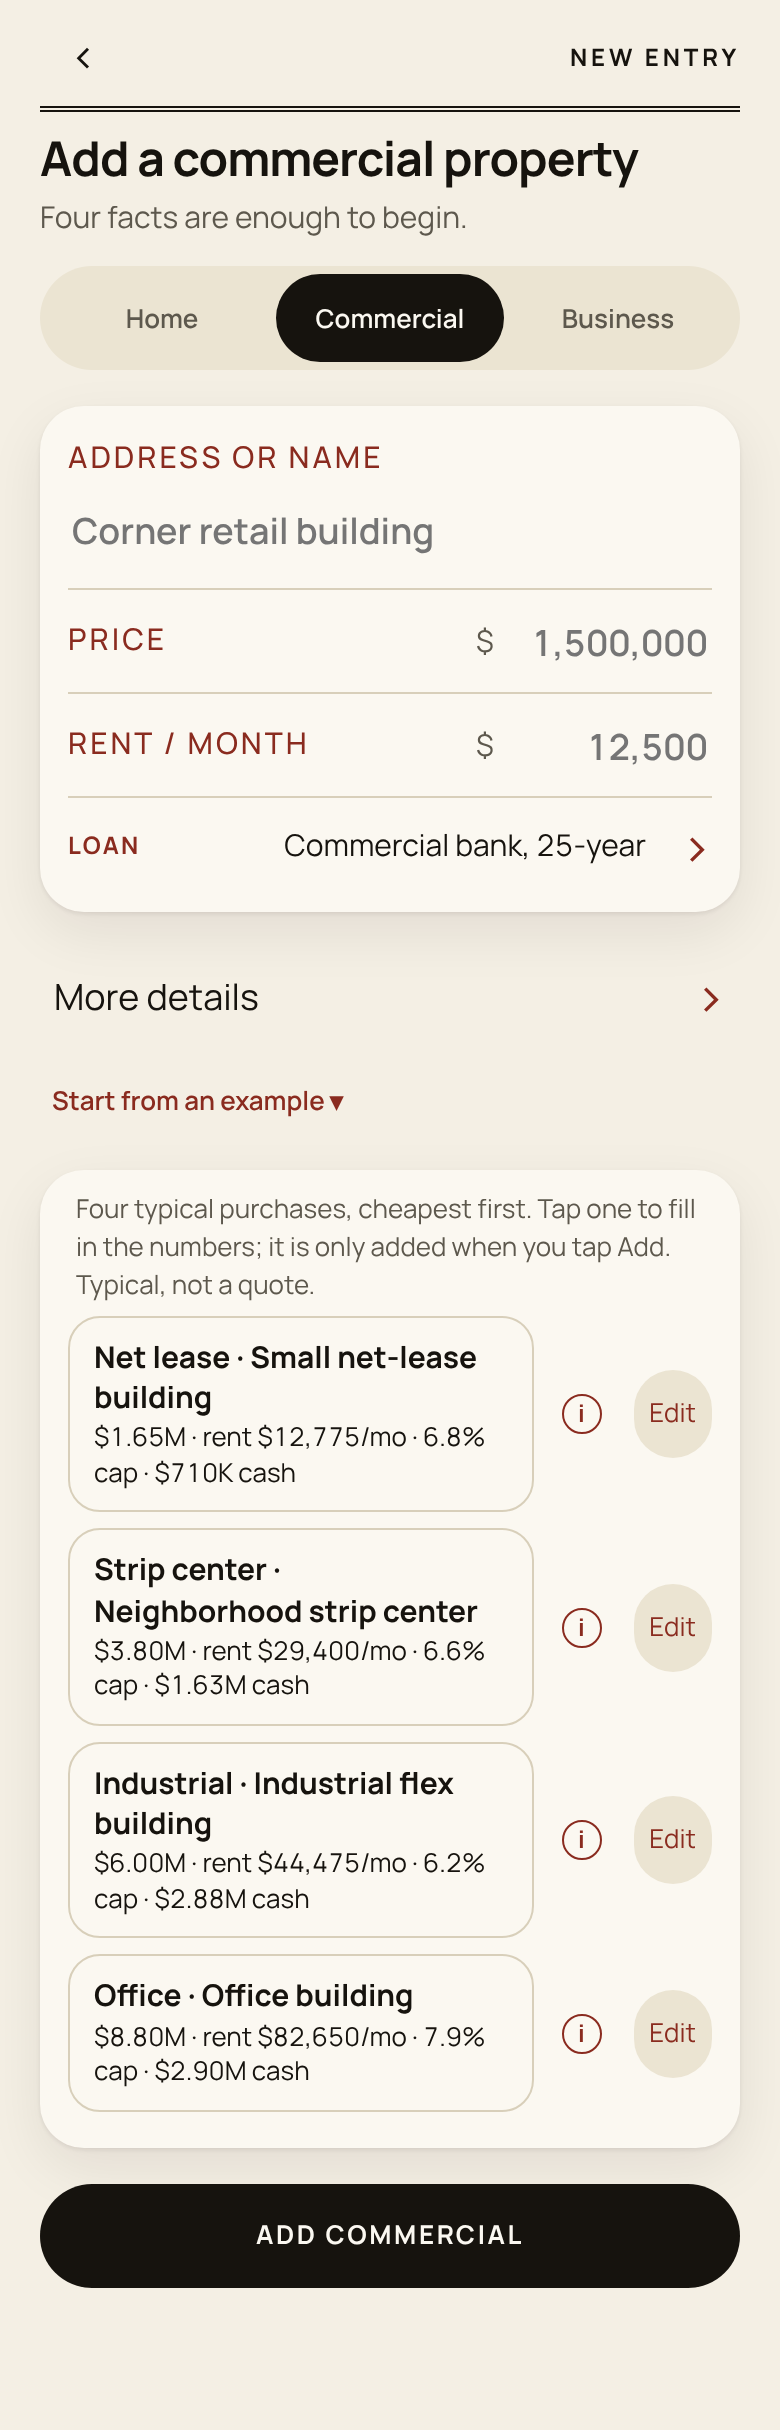 NEW ENTRY
Add a commercial property
Four facts are enough to begin.
Home
Commercial
Business
ADDRESS OR NAME
Corner retail building
PRICE $ 1,500,000
RENT / MONTH $ 12,500
LOAN Commercial bank, 25-year
More details
Start from an example ▾
Four typical purchases, cheapest first. Tap one to fill
in the numbers; it is only added when you tap Add.
Typical, not a quote.
Net lease · Small net-lease
building
$1.65M · rent $12,775/mo · 6.8%
cap · $710K cash
i
Edit
Strip center ·
Neighborhood strip center
$3.80M · rent $29,400/mo · 6.6%
cap · $1.63M cash
i
Edit
Industrial · Industrial flex
building
$6.00M · rent $44,475/mo · 6.2%
cap · $2.88M cash
i
Edit
Office · Office building
$8.80M · rent $82,650/mo · 7.9%
cap · $2.90M cash
i
Edit
ADD COMMERCIAL